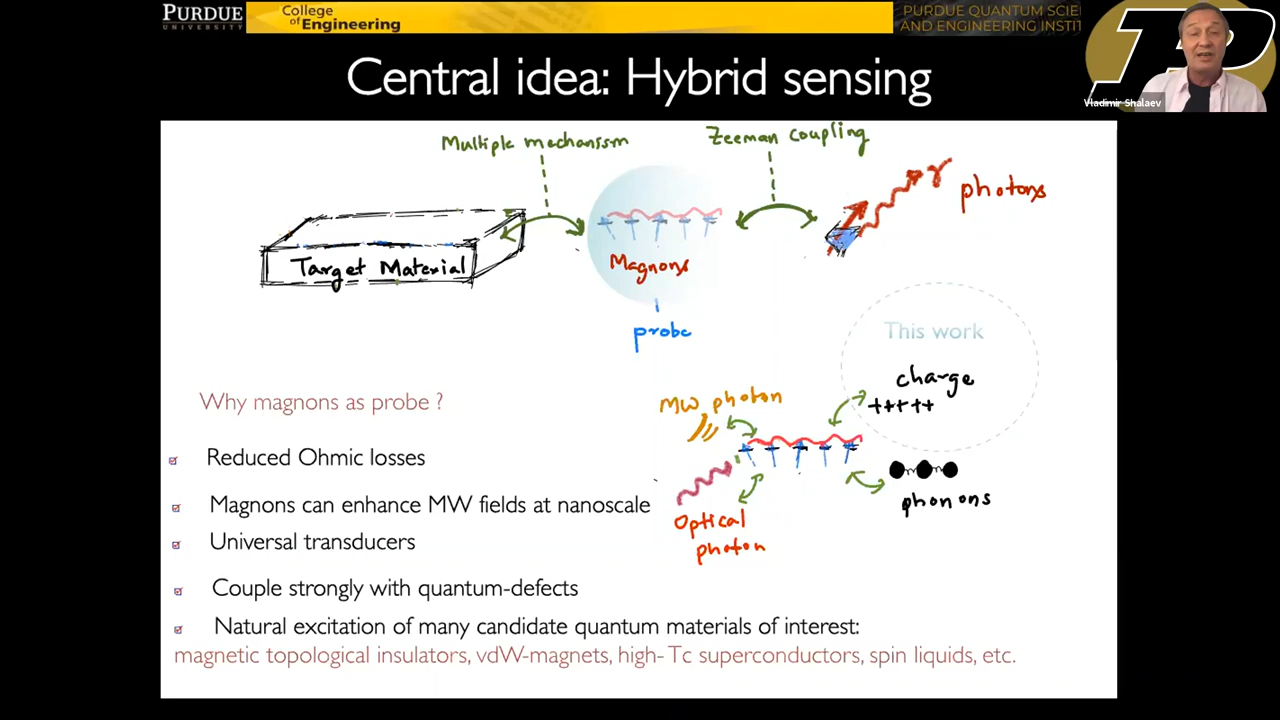 PURDUE
UNIVERSITY
College
of Engineering
PURDUE QUANTUM SCIE
AND ENGINEERING INSTIT
Vladimir Shalaev
Central idea: Hybrid sensing
Multiple mechanism
Zeeman coupling
γ
photons
Target Material
Magnons
probe
This work
charge
+++++
MW photon
Why magnons as probe ?
Reduced Ohmic losses
Magnons can enhance MW fields at nanoscale
phonons
Optical
photon
Universal transducers
Couple strongly with quantum-defects
Natural excitation of many candidate quantum materials of interest:
magnetic topological insulators, vdW-magnets, high- Tc superconductors, spin liquids, etc.